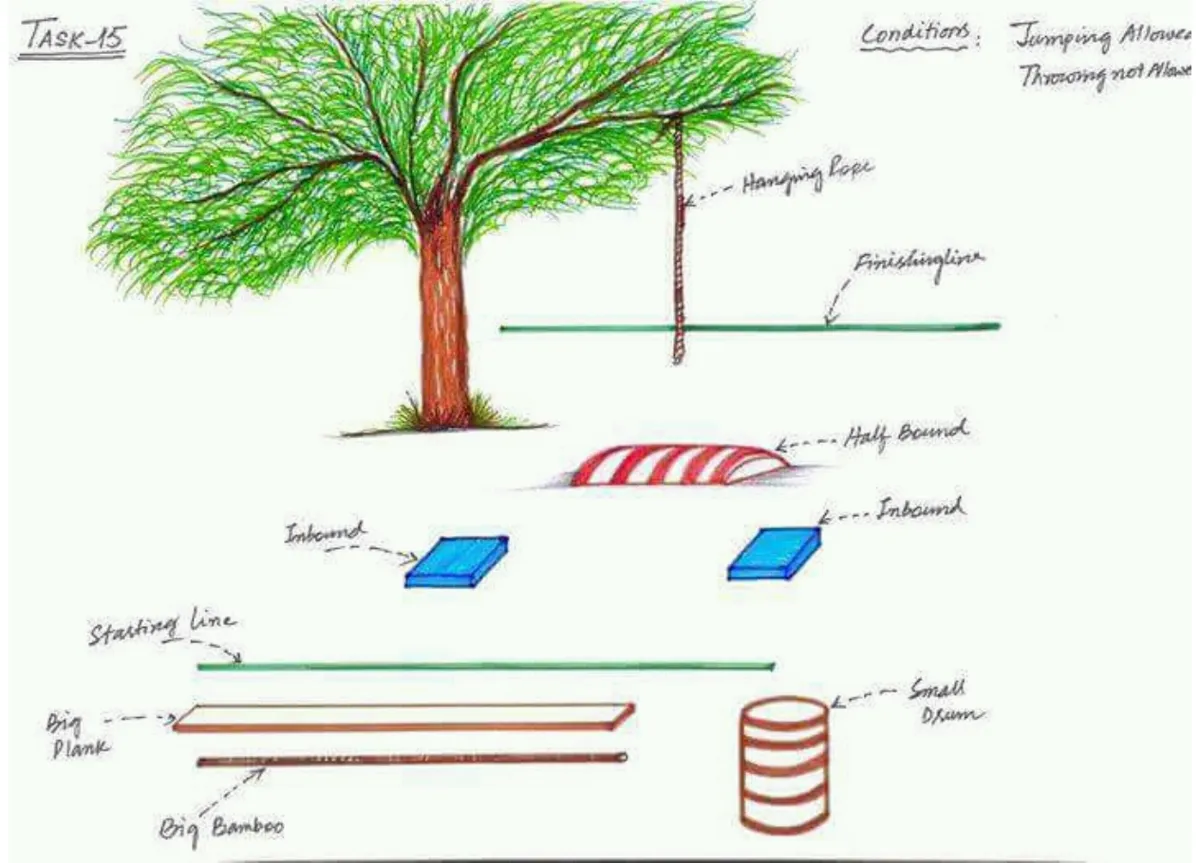 TASK-15
Conditions: Jumping Allowe
Throwing not Allowe
Hanging Rope
Finishingline
Half Bound
Inbound
Inbound
Starting line
Big
Plank
Small
Drum
Big Bamboo